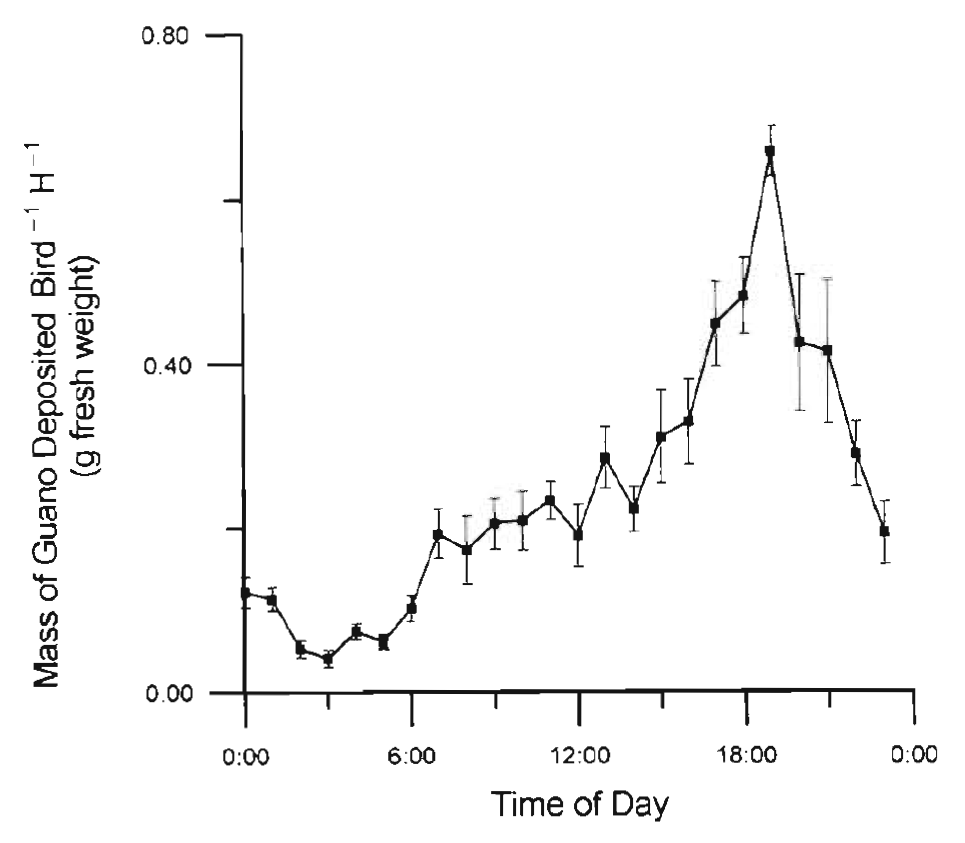 Mass of Guano Deposited Bird⁻¹ H⁻¹
(g fresh weight)
0.80
0.40
0.00
0:00 6:00 12:00 18:00 0:00
Time of Day